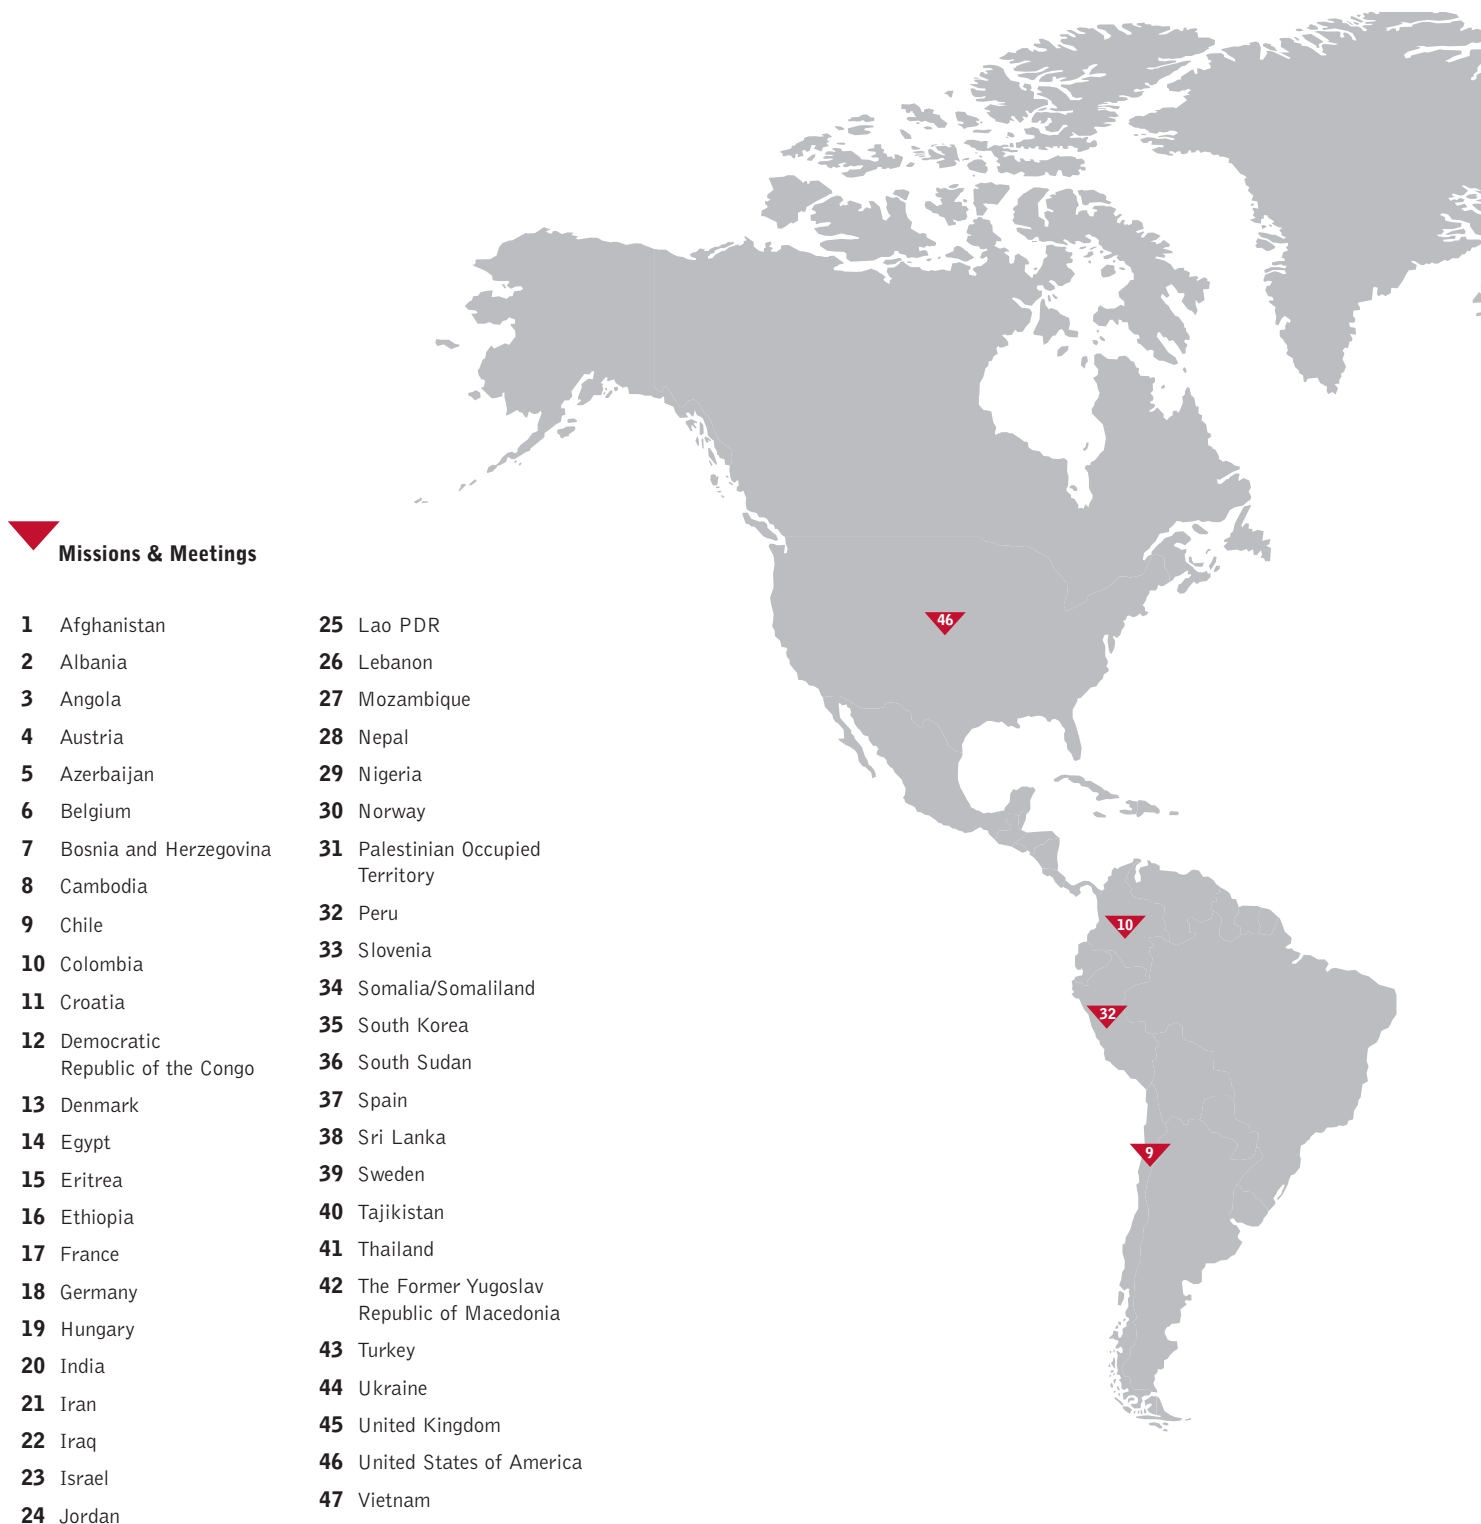 Missions & Meetings
1 Afghanistan
2 Albania
3 Angola
4 Austria
5 Azerbaijan
6 Belgium
7 Bosnia and Herzegovina
8 Cambodia
9 Chile
10 Colombia
11 Croatia
12 Democratic
Republic of the Congo
13 Denmark
14 Egypt
15 Eritrea
16 Ethiopia
17 France
18 Germany
19 Hungary
20 India
21 Iran
22 Iraq
23 Israel
24 Jordan
25 Lao PDR
26 Lebanon
27 Mozambique
28 Nepal
29 Nigeria
30 Norway
31 Palestinian Occupied
Territory
32 Peru
33 Slovenia
34 Somalia/Somaliland
35 South Korea
36 South Sudan
37 Spain
38 Sri Lanka
39 Sweden
40 Tajikistan
41 Thailand
42 The Former Yugoslav
Republic of Macedonia
43 Turkey
44 Ukraine
45 United Kingdom
46 United States of America
47 Vietnam
46
10
32
9